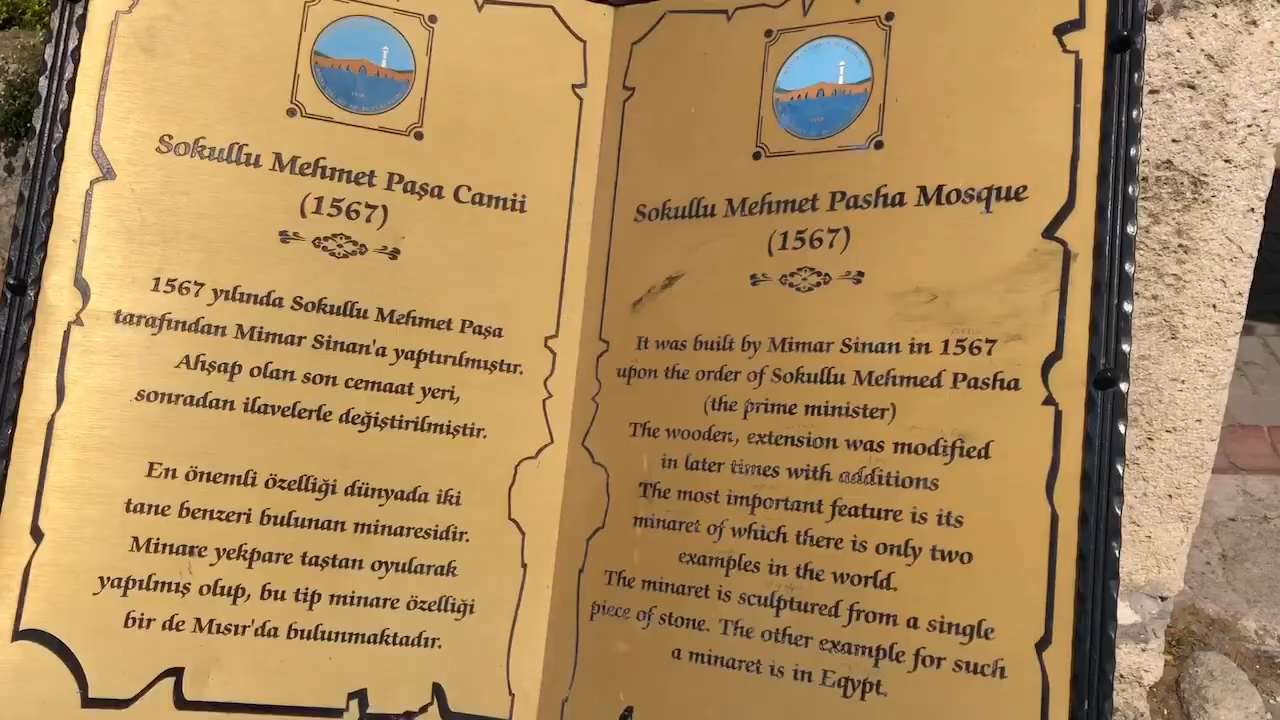 Sokullu Mehmet Paşa Camii
(1567)
1567 yılında Sokullu Mehmet Paşa
tarafından Mimar Sinan'a yaptırılmıştır.
Ahşap olan son cemaat yeri,
sonradan ilavelerle değiştirilmiştir.
En önemli özelliği dünyada iki
tane benzeri bulunan minaresidir.
Minare yekpare taştan oyularak
yapılmış olup, bu tip minare özelliği
bir de Mısır'da bulunmaktadır.
Sokullu Mehmet Pasha Mosque
(1567)
It was built by Mimar Sinan in 1567
upon the order of Sokullu Mehmed Pasha
(the prime minister)
The wooden, extension was modified
in later times with additions
The most important feature is its
minaret of which there is only two
examples in the world.
The minaret is sculptured from a single
piece of stone. The other example for such
a minaret is in Eqypt.